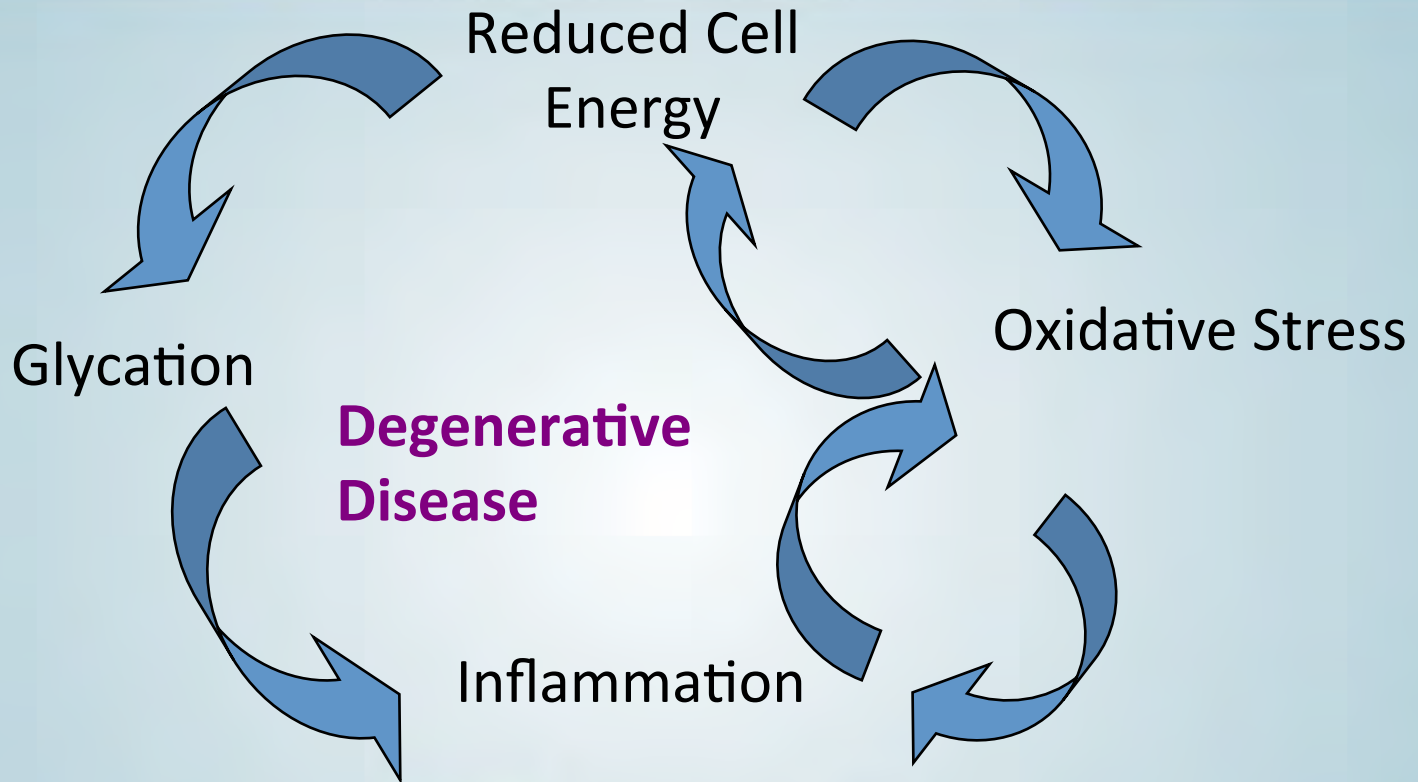 Reduced Cell
Energy
Oxidative Stress
Glycation
Degenerative
Disease
Inflammation